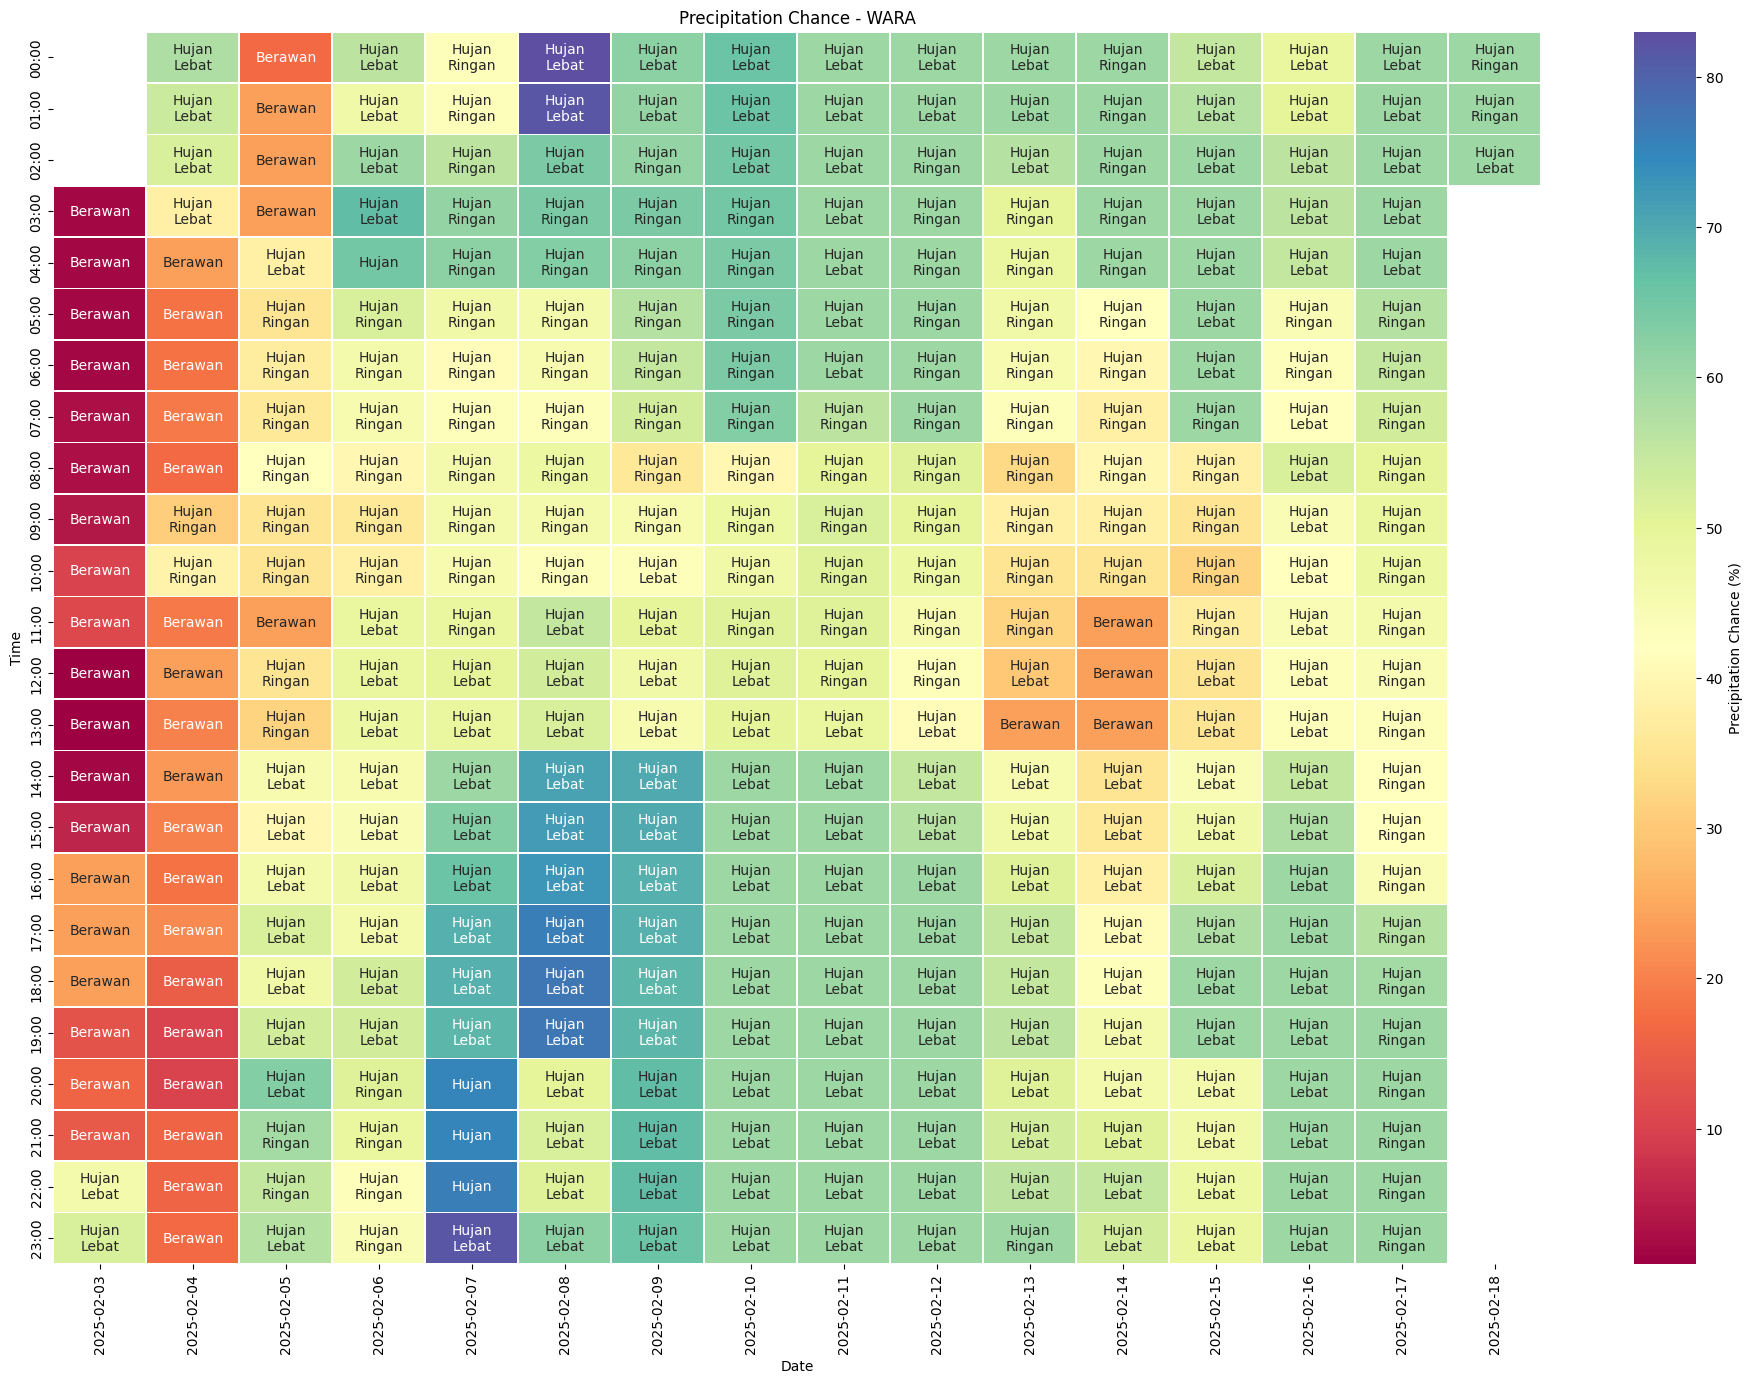 Precipitation Chance - WARA
00:00 Hujan Lebat Berawan Hujan Lebat Hujan Ringan Hujan Lebat Hujan Lebat Hujan Lebat Hujan Lebat Hujan Lebat Hujan Lebat Hujan Ringan Hujan Lebat Hujan Lebat Hujan Lebat Hujan Ringan
01:00 Hujan Lebat Berawan Hujan Lebat Hujan Ringan Hujan Lebat Hujan Lebat Hujan Lebat Hujan Lebat Hujan Lebat Hujan Lebat Hujan Ringan Hujan Lebat Hujan Lebat Hujan Lebat Hujan Ringan
02:00 Hujan Lebat Berawan Hujan Lebat Hujan Ringan Hujan Lebat Hujan Ringan Hujan Lebat Hujan Lebat Hujan Ringan Hujan Lebat Hujan Ringan Hujan Lebat Hujan Lebat Hujan Lebat Hujan Lebat
03:00 Berawan Hujan Lebat Berawan Hujan Lebat Hujan Ringan Hujan Ringan Hujan Ringan Hujan Ringan Hujan Lebat Hujan Ringan Hujan Ringan Hujan Ringan Hujan Lebat Hujan Lebat Hujan Lebat
04:00 Berawan Berawan Hujan Lebat Hujan Hujan Ringan Hujan Ringan Hujan Ringan Hujan Ringan Hujan Lebat Hujan Ringan Hujan Ringan Hujan Ringan Hujan Lebat Hujan Lebat Hujan Lebat
05:00 Berawan Berawan Hujan Ringan Hujan Ringan Hujan Ringan Hujan Ringan Hujan Ringan Hujan Ringan Hujan Lebat Hujan Ringan Hujan Ringan Hujan Ringan Hujan Lebat Hujan Ringan Hujan Ringan
06:00 Berawan Berawan Hujan Ringan Hujan Ringan Hujan Ringan Hujan Ringan Hujan Ringan Hujan Ringan Hujan Lebat Hujan Ringan Hujan Ringan Hujan Ringan Hujan Lebat Hujan Ringan Hujan Ringan
07:00 Berawan Berawan Hujan Ringan Hujan Ringan Hujan Ringan Hujan Ringan Hujan Ringan Hujan Ringan Hujan Ringan Hujan Ringan Hujan Ringan Hujan Ringan Hujan Ringan Hujan Lebat Hujan Ringan
08:00 Berawan Berawan Hujan Ringan Hujan Ringan Hujan Ringan Hujan Ringan Hujan Ringan Hujan Ringan Hujan Ringan Hujan Ringan Hujan Ringan Hujan Ringan Hujan Ringan Hujan Lebat Hujan Ringan
09:00 Berawan Hujan Ringan Hujan Ringan Hujan Ringan Hujan Ringan Hujan Ringan Hujan Ringan Hujan Ringan Hujan Ringan Hujan Ringan Hujan Ringan Hujan Ringan Hujan Ringan Hujan Lebat Hujan Ringan
10:00 Berawan Hujan Ringan Hujan Ringan Hujan Ringan Hujan Ringan Hujan Ringan Hujan Lebat Hujan Ringan Hujan Ringan Hujan Ringan Hujan Ringan Hujan Ringan Hujan Ringan Hujan Lebat Hujan Ringan
11:00 Berawan Berawan Berawan Hujan Lebat Hujan Ringan Hujan Lebat Hujan Lebat Hujan Ringan Hujan Ringan Hujan Ringan Hujan Ringan Berawan Hujan Ringan Hujan Lebat Hujan Ringan
12:00 Berawan Berawan Hujan Ringan Hujan Lebat Hujan Lebat Hujan Lebat Hujan Lebat Hujan Lebat Hujan Ringan Hujan Ringan Hujan Lebat Berawan Hujan Lebat Hujan Lebat Hujan Ringan
13:00 Berawan Berawan Hujan Ringan Hujan Lebat Hujan Lebat Hujan Lebat Hujan Lebat Hujan Lebat Hujan Lebat Hujan Lebat Berawan Berawan Hujan Lebat Hujan Lebat Hujan Ringan
14:00 Berawan Berawan Hujan Lebat Hujan Lebat Hujan Lebat Hujan Lebat Hujan Lebat Hujan Lebat Hujan Lebat Hujan Lebat Hujan Lebat Hujan Lebat Hujan Lebat Hujan Lebat Hujan Ringan
15:00 Berawan Berawan Hujan Lebat Hujan Lebat Hujan Lebat Hujan Lebat Hujan Lebat Hujan Lebat Hujan Lebat Hujan Lebat Hujan Lebat Hujan Lebat Hujan Lebat Hujan Lebat Hujan Ringan
16:00 Berawan Berawan Hujan Lebat Hujan Lebat Hujan Lebat Hujan Lebat Hujan Lebat Hujan Lebat Hujan Lebat Hujan Lebat Hujan Lebat Hujan Lebat Hujan Lebat Hujan Lebat Hujan Ringan
17:00 Berawan Berawan Hujan Lebat Hujan Lebat Hujan Lebat Hujan Lebat Hujan Lebat Hujan Lebat Hujan Lebat Hujan Lebat Hujan Lebat Hujan Lebat Hujan Lebat Hujan Lebat Hujan Ringan
18:00 Berawan Berawan Hujan Lebat Hujan Lebat Hujan Lebat Hujan Lebat Hujan Lebat Hujan Lebat Hujan Lebat Hujan Lebat Hujan Lebat Hujan Lebat Hujan Lebat Hujan Lebat Hujan Ringan
19:00 Berawan Berawan Hujan Lebat Hujan Lebat Hujan Lebat Hujan Lebat Hujan Lebat Hujan Lebat Hujan Lebat Hujan Lebat Hujan Lebat Hujan Lebat Hujan Lebat Hujan Lebat Hujan Ringan
20:00 Berawan Berawan Hujan Lebat Hujan Ringan Hujan Hujan Lebat Hujan Lebat Hujan Lebat Hujan Lebat Hujan Lebat Hujan Lebat Hujan Lebat Hujan Lebat Hujan Lebat Hujan Ringan
21:00 Berawan Berawan Hujan Ringan Hujan Ringan Hujan Hujan Lebat Hujan Lebat Hujan Lebat Hujan Lebat Hujan Lebat Hujan Lebat Hujan Lebat Hujan Lebat Hujan Lebat Hujan Ringan
22:00 Hujan Lebat Berawan Hujan Ringan Hujan Ringan Hujan Hujan Lebat Hujan Lebat Hujan Lebat Hujan Lebat Hujan Lebat Hujan Lebat Hujan Lebat Hujan Lebat Hujan Lebat Hujan Ringan
23:00 Hujan Lebat Berawan Hujan Lebat Hujan Ringan Hujan Lebat Hujan Lebat Hujan Lebat Hujan Lebat Hujan Lebat Hujan Lebat Hujan Ringan Hujan Lebat Hujan Lebat Hujan Lebat Hujan Ringan
Time
2025-02-03 2025-02-04 2025-02-05 2025-02-06 2025-02-07 2025-02-08 2025-02-09 2025-02-10 2025-02-11 2025-02-12 2025-02-13 2025-02-14 2025-02-15 2025-02-16 2025-02-17 2025-02-18
Date
80
70
60
50
40
30
20
10
Precipitation Chance (%)